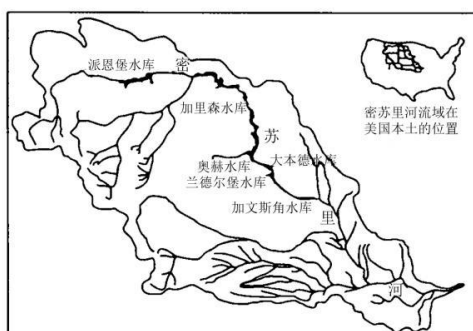 派恩堡水库
密
加里森水库
密苏里河流域在
美国本土的位置
苏
大本德水库
奥赫水库
兰德尔堡水库
加文斯角水库
里
河